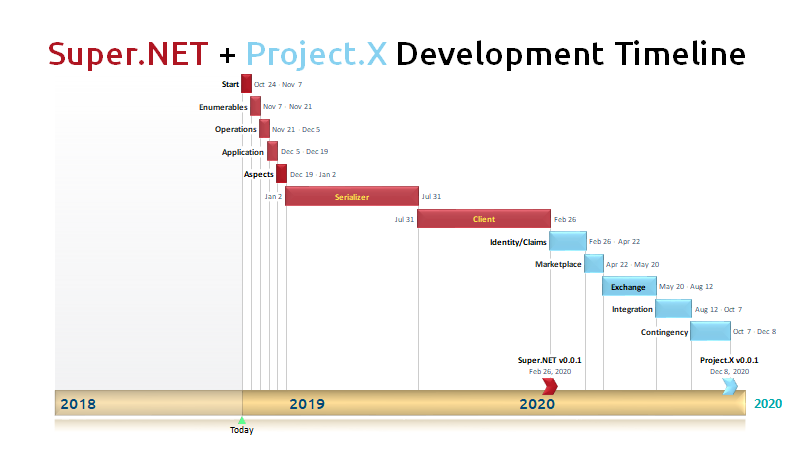 Super.NET + Project.X Development Timeline
Start Oct 24 - Nov 7
Enumerables Nov 7 - Nov 21
Operations Nov 21 - Dec 5
Application Dec 5 - Dec 19
Aspects Dec 19 - Jan 2
Jan 2 Serializer Jul 31
Jul 31 Client Feb 26
Identity/Claims Feb 26 - Apr 22
Marketplace Apr 22 - May 20
Exchange May 20 - Aug 12
Integration Aug 12 - Oct 7
Contingency Oct 7 - Dec 8
Super.NET v0.0.1 Project.X v0.0.1
Feb 26, 2020 Dec 8, 2020
2018 2019 2020 2020
Today